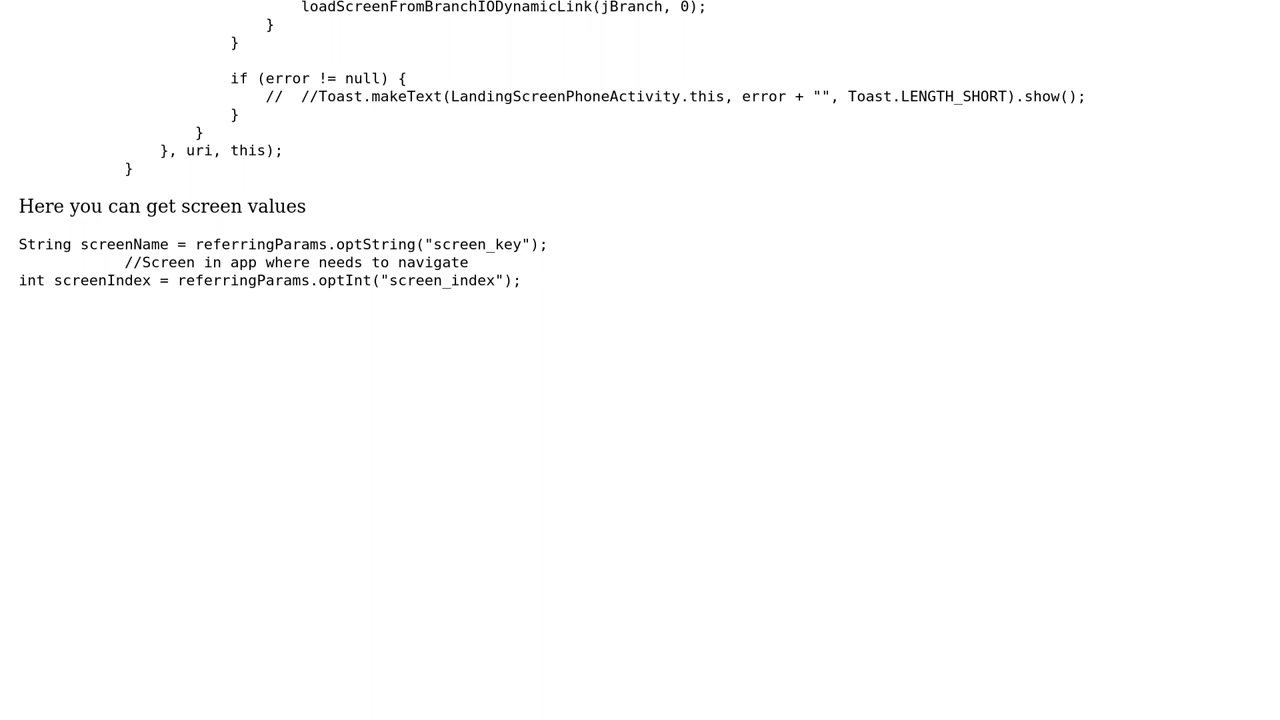 loadScreenFromBranchIODynamicLink(jBranch, 0);
}
}
if (error != null) {
//  //Toast.makeText(LandingScreenPhoneActivity.this, error + "", Toast.LENGTH_SHORT).show();
}
}
}, uri, this);
}
Here you can get screen values
String screenName = referringParams.optString("screen_key");
//Screen in app where needs to navigate
int screenIndex = referringParams.optInt("screen_index");